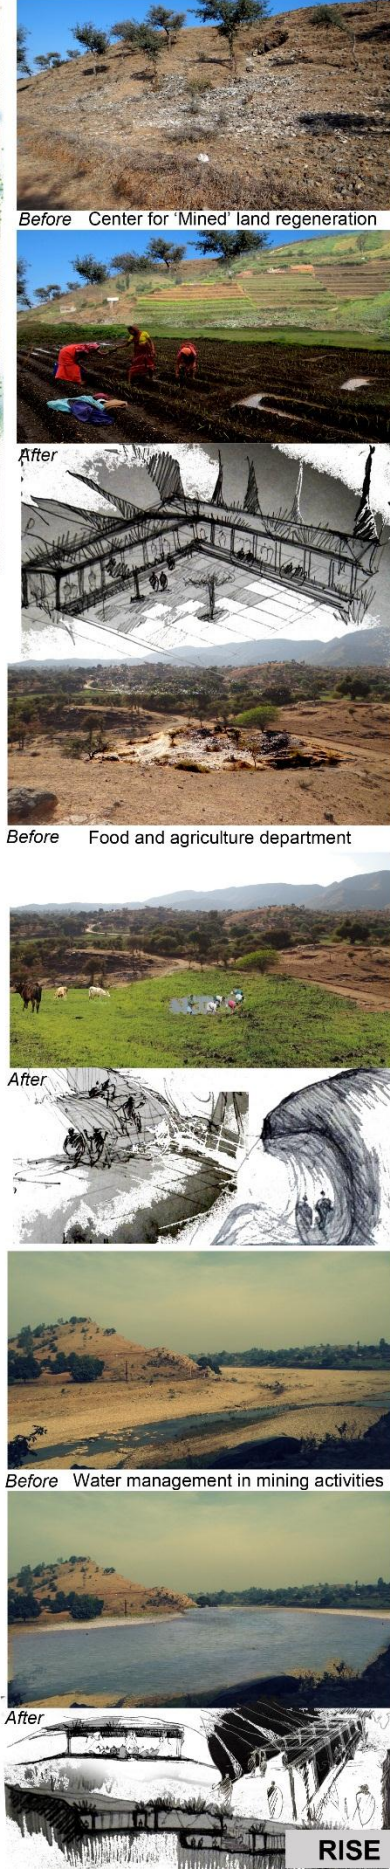 Before Center for 'Mined' land regeneration
After
Before Food and agriculture department
After
Before Water management in mining activities
After
RISE